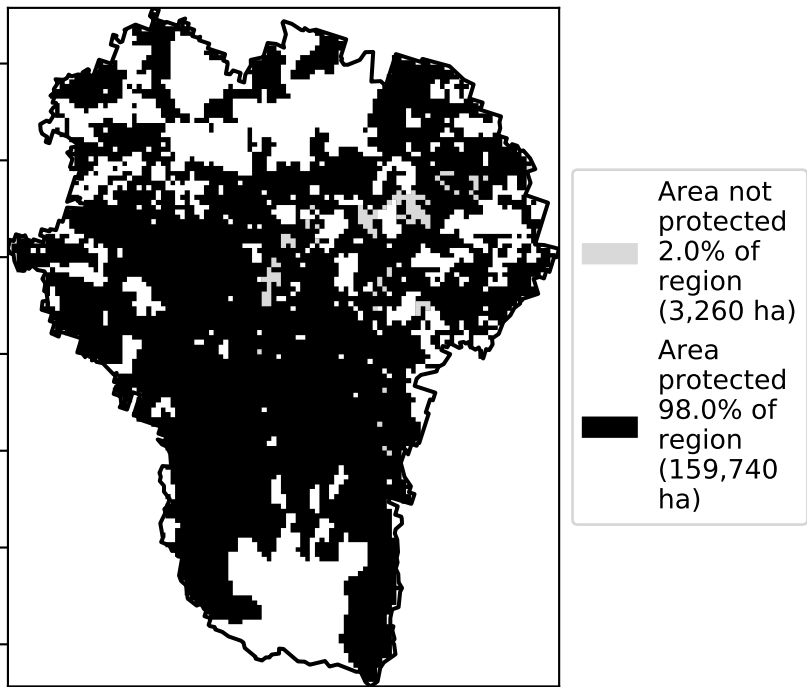 Area not
protected
2.0% of
region
(3,260 ha)
Area
protected
98.0% of
region
(159,740
ha)